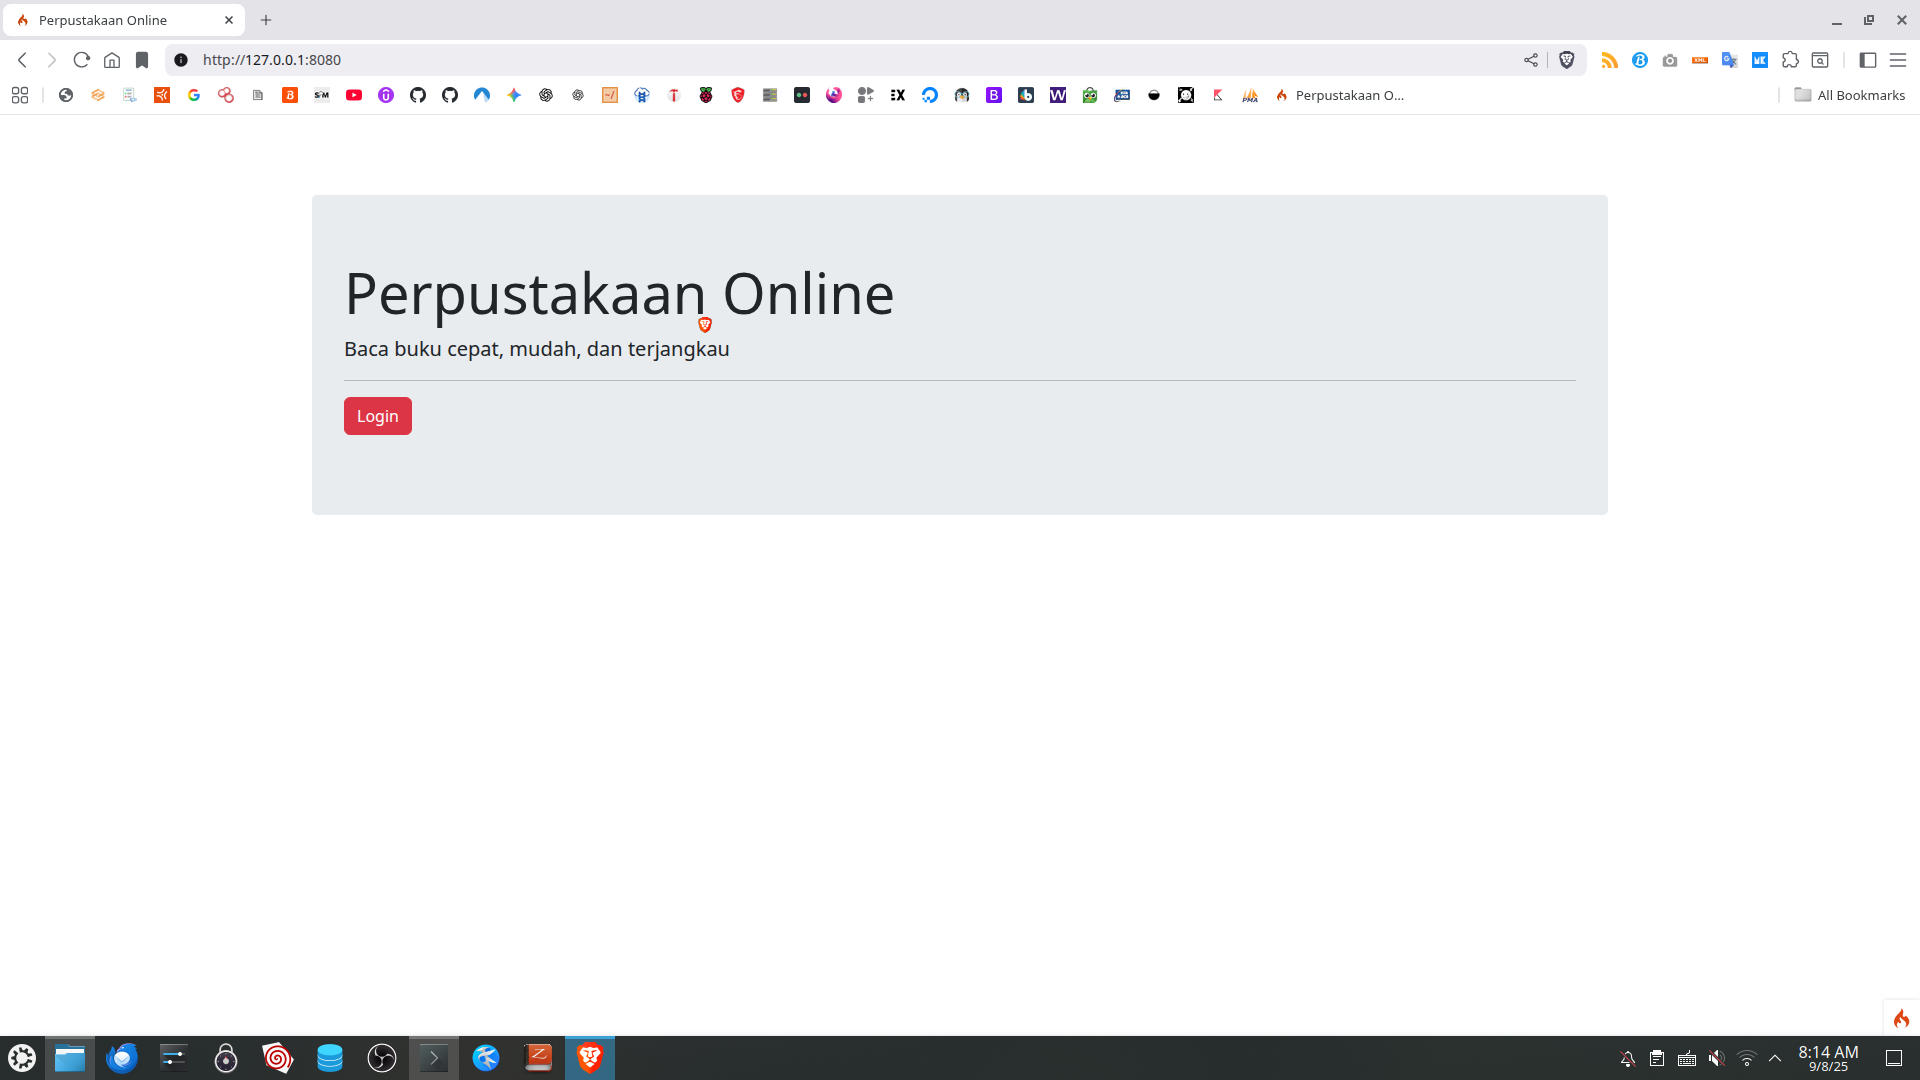 Perpustakaan Online
http://127.0.0.1:8080
Perpustakaan O...
All Bookmarks
Perpustakaan Online
Baca buku cepat, mudah, dan terjangkau
Login
8:14 AM
9/8/25